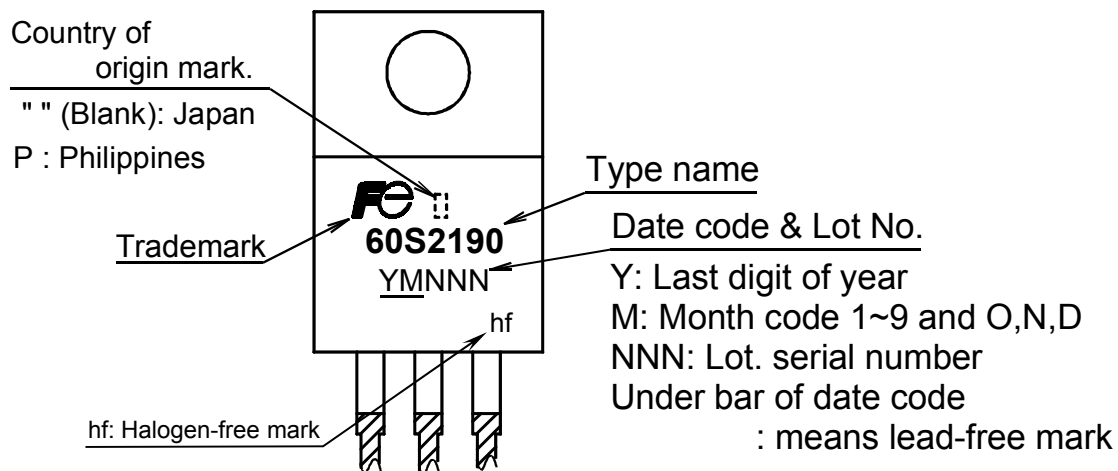 Country of
origin mark.
" " (Blank): Japan
P : Philippines
Trademark
Fe
60S2190
YMNNN
hf
hf: Halogen-free mark
Type name
Date code & Lot No.
Y: Last digit of year
M: Month code 1~9 and O,N,D
NNN: Lot. serial number
Under bar of date code
: means lead-free mark